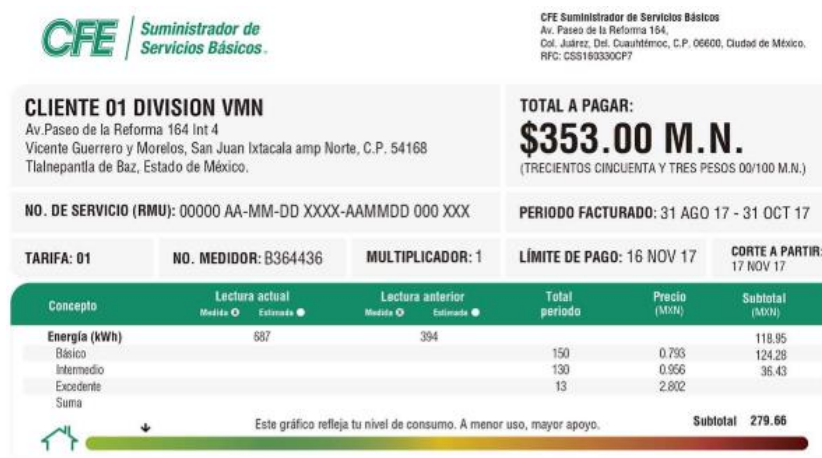 CFE Suministrador de
Servicios Básicos.
CFE Suministrador de Servicios Básicos
Av. Paseo de la Reforma 164,
Col. Juárez, Del. Cuauhtémoc, C.P. 06600, Ciudad de México.
RFC: CSS160330CP7
CLIENTE 01 DIVISION VMN
Av.Paseo de la Reforma 164 Int 4
Vicente Guerrero y Morelos, San Juan Ixtacala amp Norte, C.P. 54168
Tlalnepantla de Baz, Estado de México.
TOTAL A PAGAR:
$353.00 M.N.
(TRECIENTOS CINCUENTA Y TRES PESOS 00/100 M.N.)
NO. DE SERVICIO (RMU): 00000 AA-MM-DD XXXX-AAMMDD 000 XXX
PERIODO FACTURADO: 31 AGO 17 - 31 OCT 17
TARIFA: 01 NO. MEDIDOR: B364436 MULTIPLICADOR: 1 LÍMITE DE PAGO: 16 NOV 17 CORTE A PARTIR:
17 NOV 17
Concepto Lectura actual Lectura anterior Total periodo Precio (MXN) Subtotal (MXN)
Medida Estimada Medida Estimada
Energía (kWh) 687 394 118.95
Básico 150 0.793 124.28
Intermedio 130 0.956 36.43
Excedente 13 2.802
Suma
Este gráfico refleja tu nivel de consumo. A menor uso, mayor apoyo. Subtotal 279.66